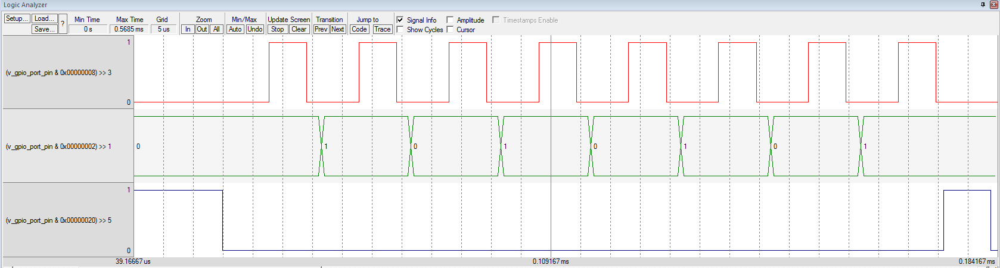 Logic Analyzer
Setup... Load... ? Min Time Max Time Grid Zoom Min/Max Update Screen Transition Jump to Signal Info Amplitude Timestamps Enable
Save... 0 s 0.5685 ms 5 us In Out All Auto Undo Stop Clear Prev Next Code Trace Show Cycles Cursor
1
(v_gpio_port_pin & 0x00000008) >> 3
0
(v_gpio_port_pin & 0x00000002) >> 1 0 1 0 1 0 1 0 1
1
(v_gpio_port_pin & 0x00000020) >> 5
0
39.16667 us 0.109167 ms 0.184167 ms